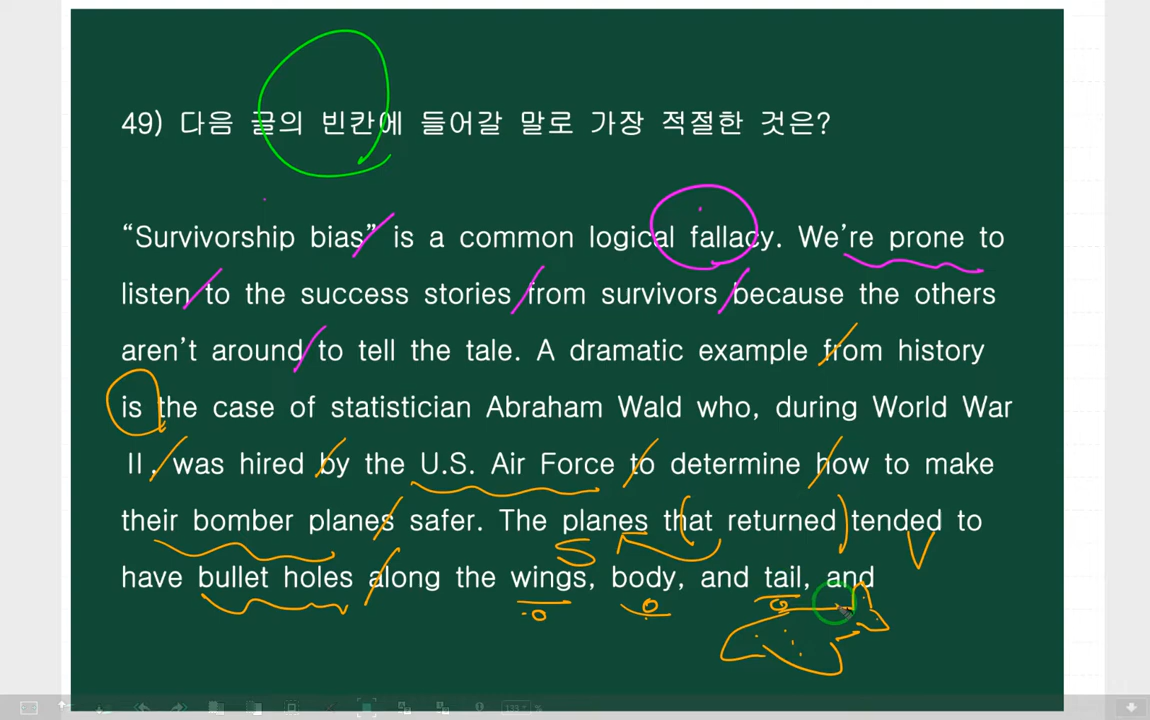 49) 다음 글의 빈칸에 들어갈 말로 가장 적절한 것은?
“Survivorship bias” is a common logical fallacy. We’re prone to
listen to the success stories from survivors because the others
aren’t around to tell the tale. A dramatic example from history
is the case of statistician Abraham Wald who, during World War
II, was hired by the U.S. Air Force to determine how to make
their bomber planes safer. The planes that returned tended to
have bullet holes along the wings, body, and tail, and
S
V
133 %